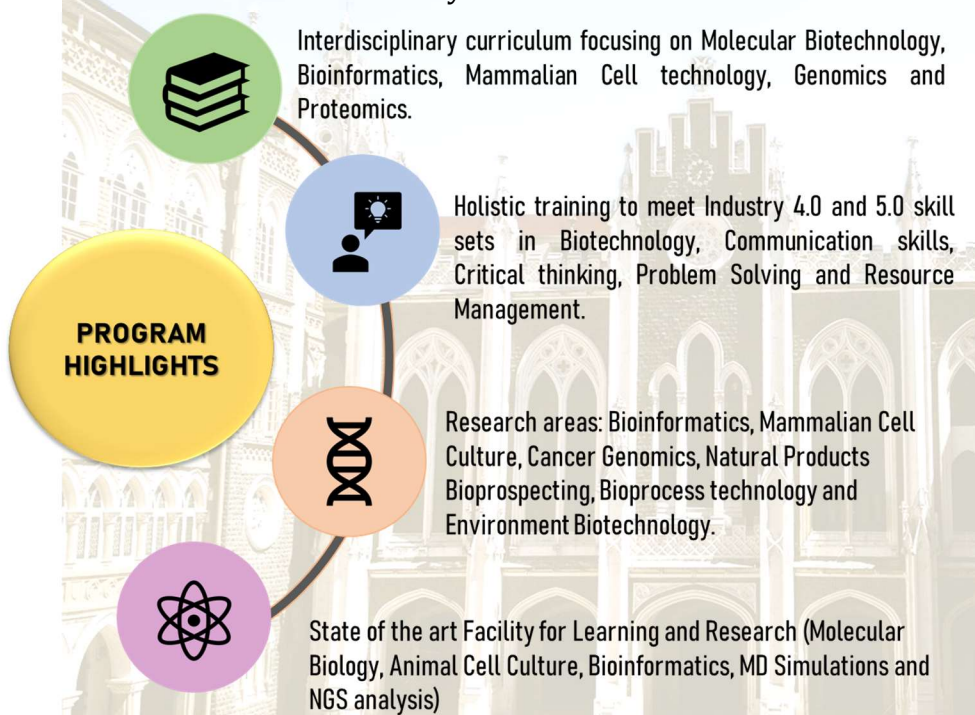 Interdisciplinary curriculum focusing on Molecular Biotechnology,
Bioinformatics, Mammalian Cell technology, Genomics and
Proteomics.
Holistic training to meet Industry 4.0 and 5.0 skill
sets in Biotechnology, Communication skills,
Critical thinking, Problem Solving and Resource
Management.
PROGRAM
HIGHLIGHTS
Research areas: Bioinformatics, Mammalian Cell
Culture, Cancer Genomics, Natural Products
Bioprospecting, Bioprocess technology and
Environment Biotechnology.
State of the art Facility for Learning and Research (Molecular
Biology, Animal Cell Culture, Bioinformatics, MD Simulations and
NGS analysis)